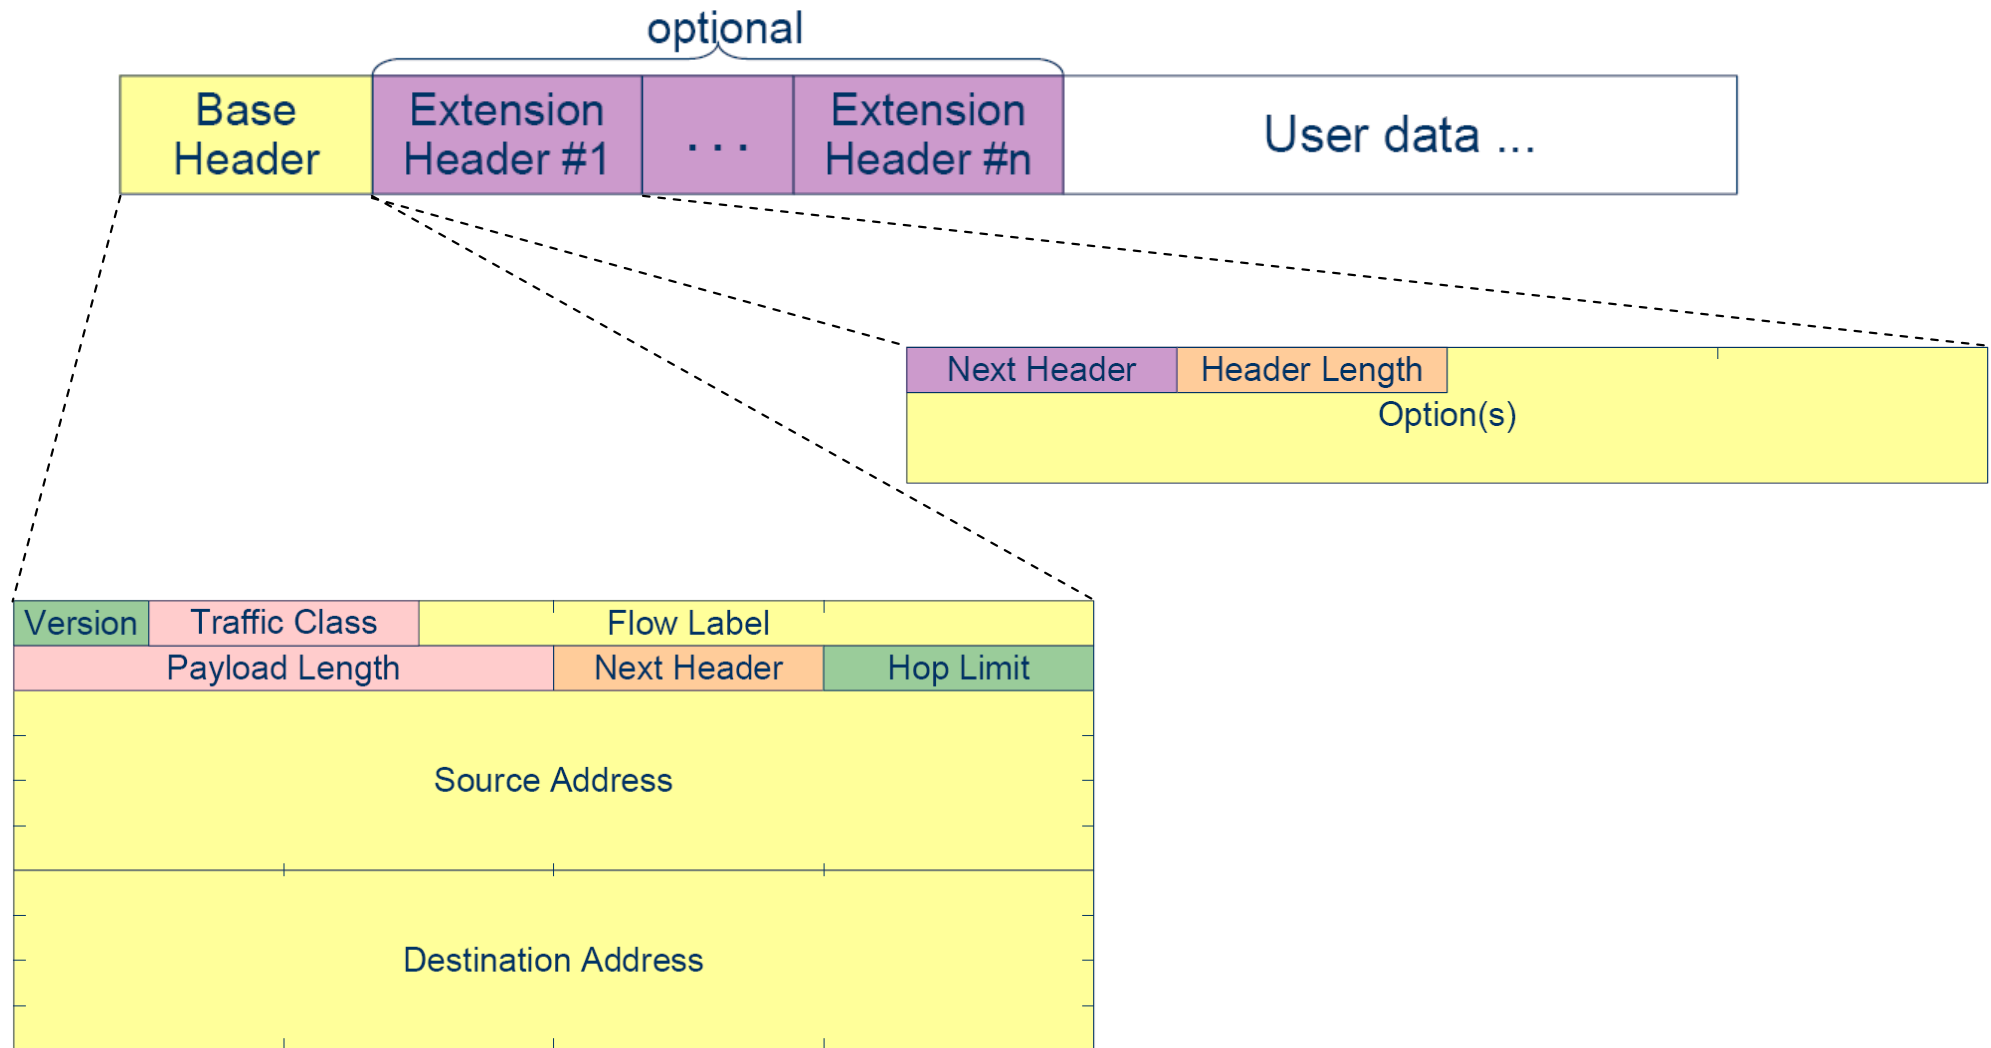 optional
Base
Header
Extension
Header #1
. . .
Extension
Header #n
User data ...
Next Header
Header Length
Option(s)
Version
Traffic Class
Flow Label
Payload Length
Next Header
Hop Limit
Source Address
Destination Address